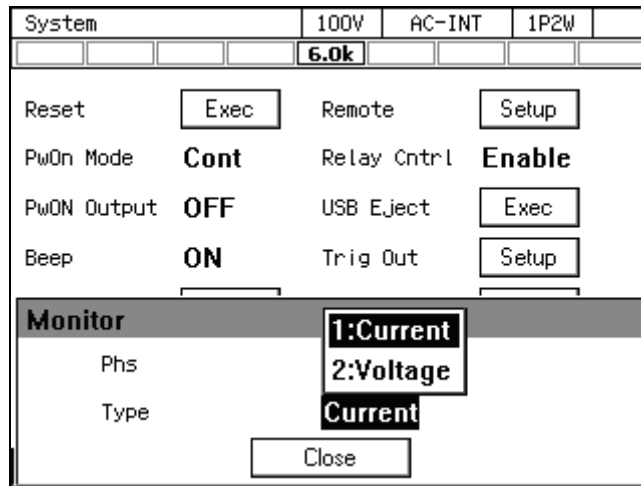 System 100V AC-INT 1P2W
6.0k
Reset Exec Remote Setup
PwOn Mode Cont Relay Cntrl Enable
PwON Output OFF USB Eject Exec
Beep ON Trig Out Setup
Monitor
1:Current
Phs
2:Voltage
Type Current
Close